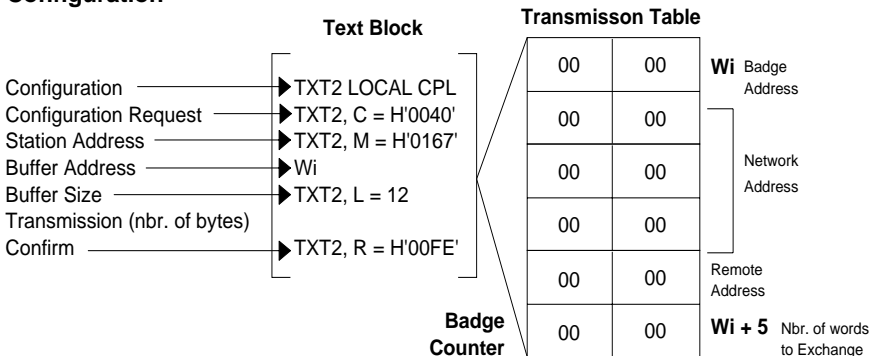 Configuration
Text Block
Transmisson Table
Configuration TXT2 LOCAL CPL
Configuration Request TXT2, C = H'0040'
Station Address TXT2, M = H'0167'
Buffer Address Wi
Buffer Size TXT2, L = 12
Transmission (nbr. of bytes)
Confirm TXT2, R = H'00FE'
Badge
Counter
00 00 Wi Badge
Address
00 00
00 00 Network
Address
00 00
00 00 Remote
Address
00 00 Wi + 5 Nbr. of words
to Exchange